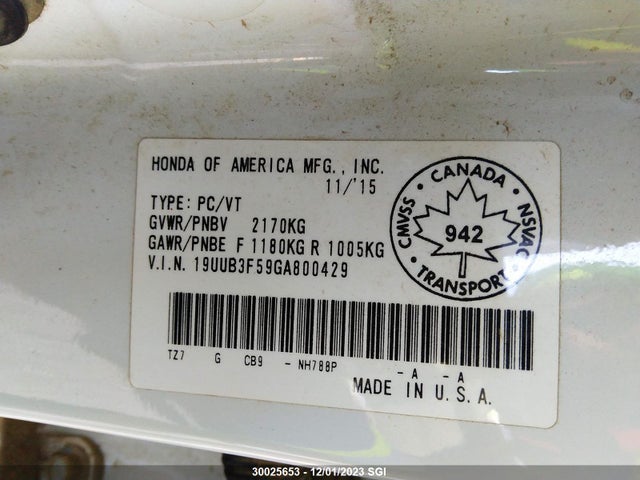 HONDA OF AMERICA MFG., INC.
11/'15
TYPE: PC/VT
GVWR/PNBV 2170KG
GAWR/PNBE F 1180KG R 1005KG
V.I.N. 19UUB3F59GA800429
CANADA
CMVSS
NSVAC
942
TRANSPORT
TZ7 G CB9 - NH788P - A - A
MADE IN U.S.A.
30025653 - 12/01/2023 SGI